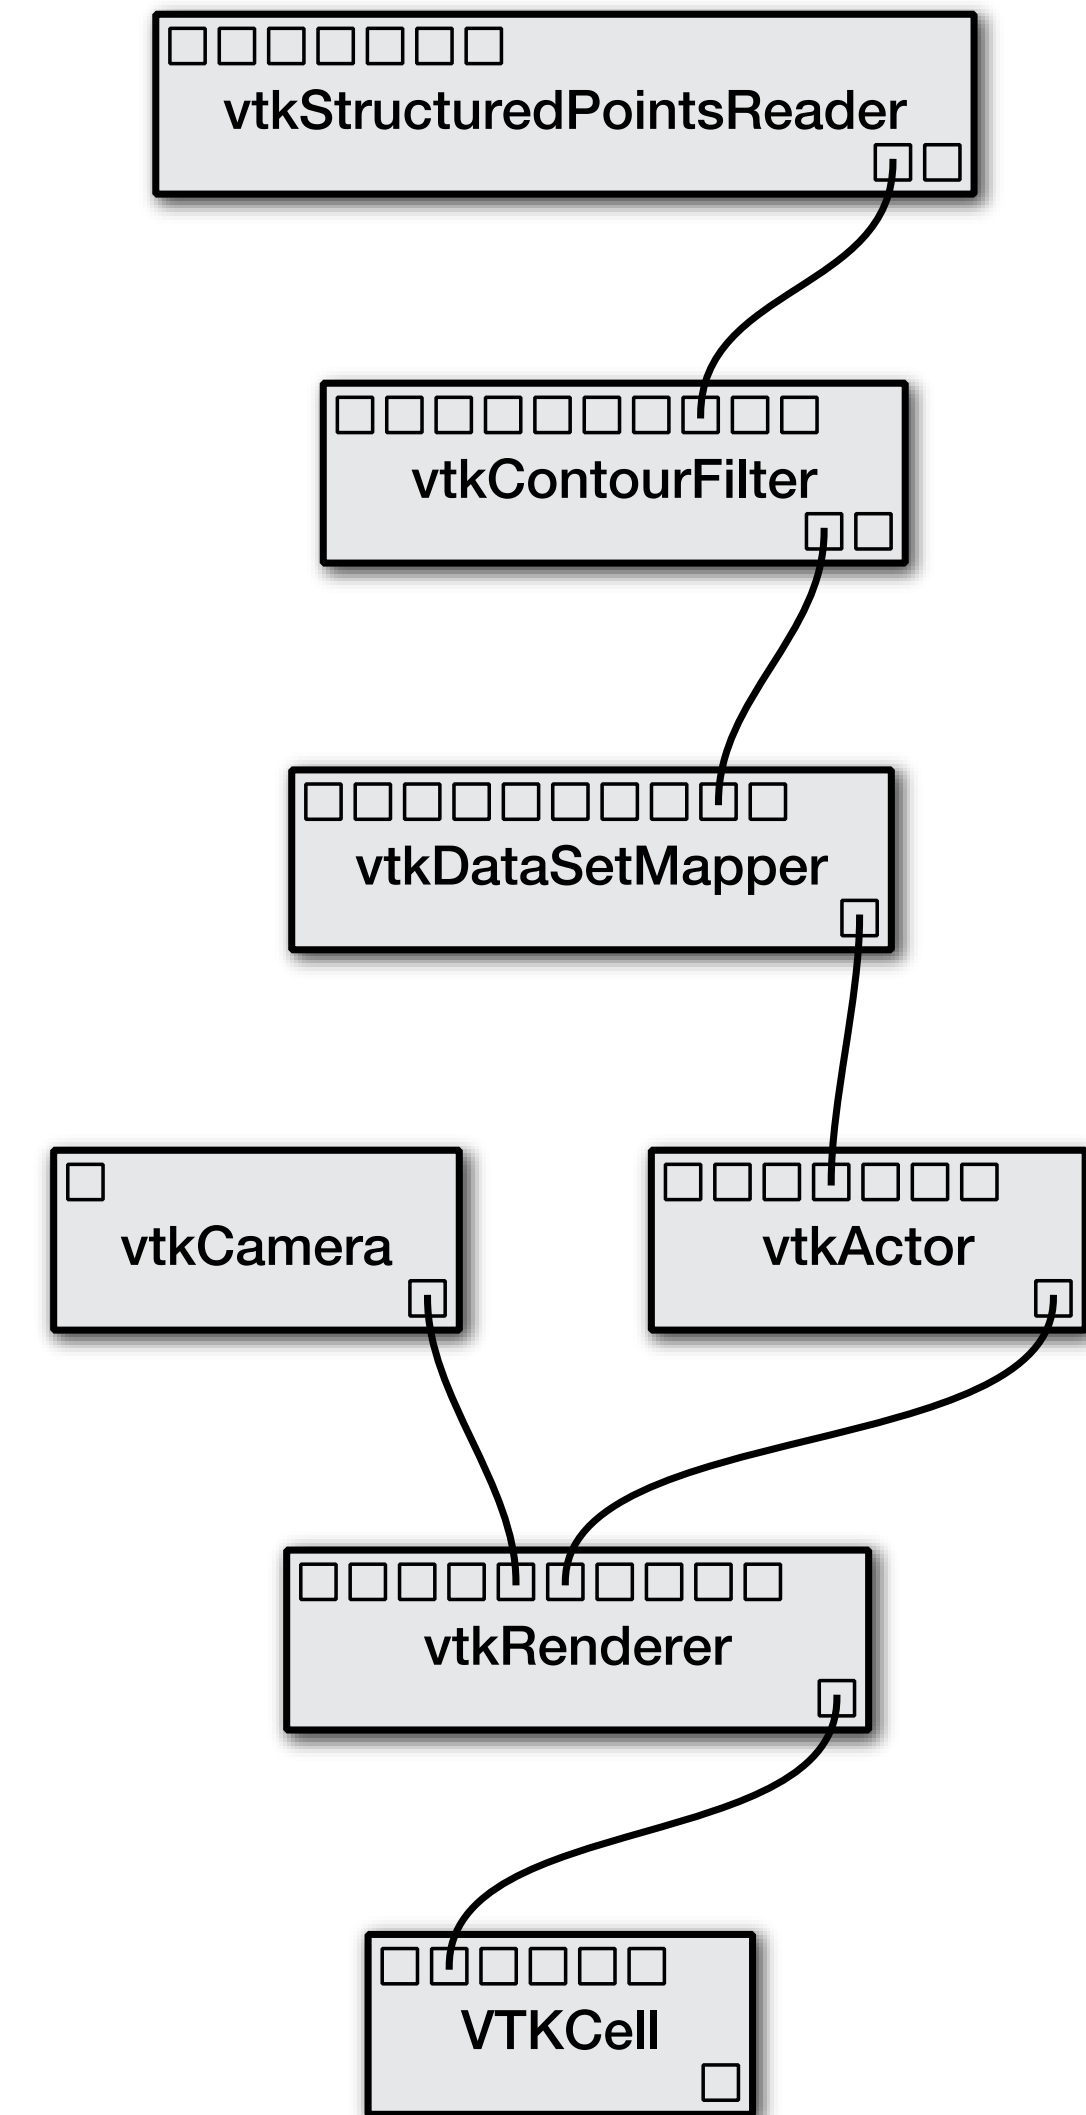 vtkStructuredPointsReader
vtkContourFilter
vtkDataSetMapper
vtkCamera
vtkActor
vtkRenderer
VTKCell